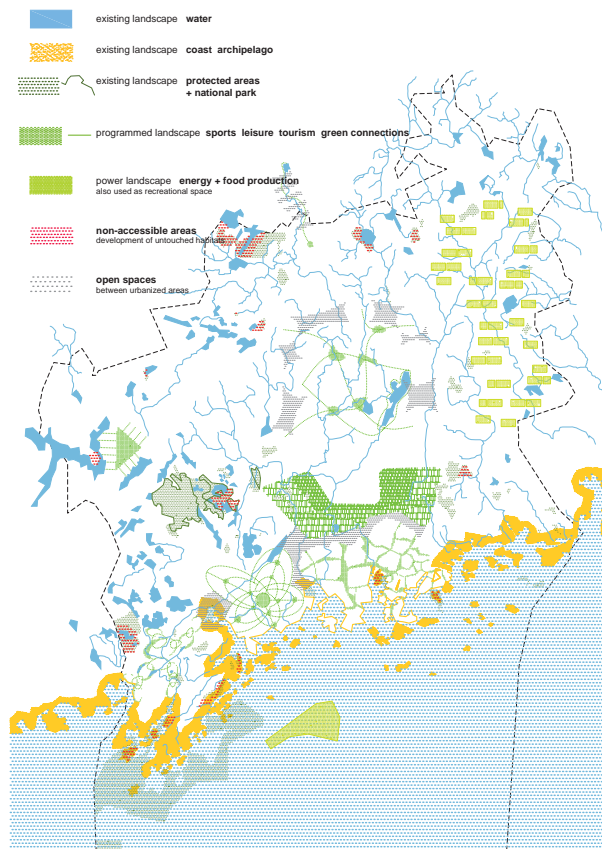 existing landscape water
existing landscape coast archipelago
existing landscape protected areas
+ national park
programmed landscape sports leisure tourism green connections
power landscape energy + food production
also used as recreational space
non-accessible areas
development of untouched habitats
open spaces
between urbanized areas